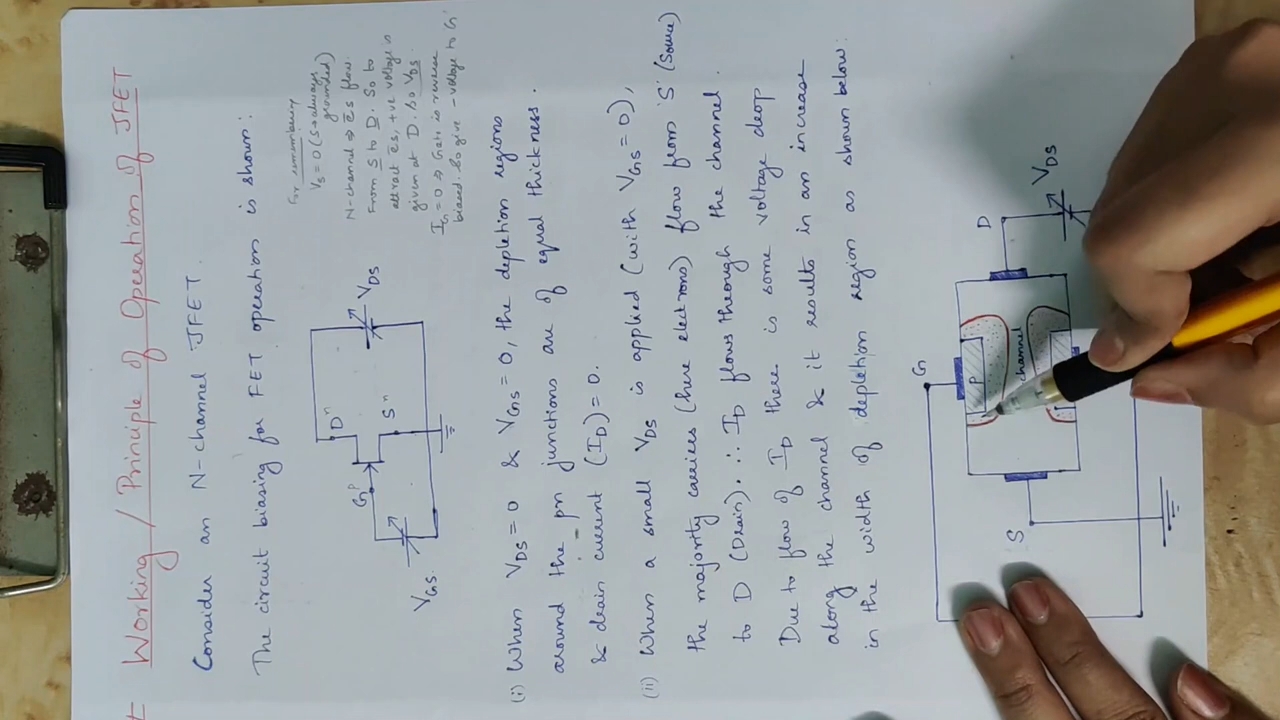 Working / Principle of Operation of JFET
Consider an N-channel JFET.
The circuit biasing for FET operation is shown:
For remembering
Vs = 0 (S → always
grounded)
N-channel ⇒ e̅s flow
From S to D. So to
attract e̅s, +ve voltage is
given at D. So VDS.
IG = 0 ⇒ Gate is reverse
biased. So give - voltage to G
Dⁿ
Gᵖ
Sⁿ
VDS
VGS
(i) When VDS = 0 & VGS = 0, the depletion regions
around the pn junctions are of equal thickness.
& drain current (ID) = 0.
(ii) When a small VDS is applied (with VGS = 0),
the majority carriers (here electrons) flow from 'S' (Source)
to D (Drain). ∴ ID flows through the channel.
Due to flow of ID there is some voltage drop
along the channel & it results in an increase
in the width of depletion region as shown below:
G
D
VDS
P
channel
S